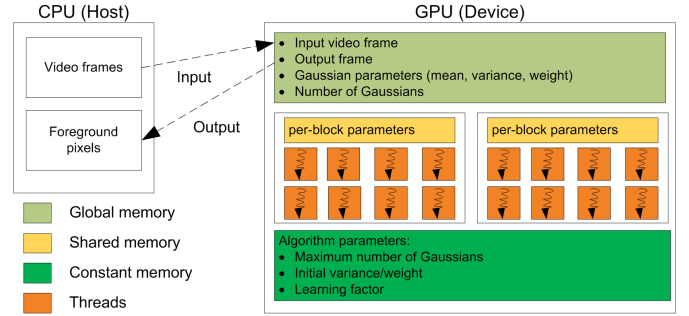 CPU (Host)
GPU (Device)
Video frames
Foreground
pixels
Input
Output
• Input video frame
• Output frame
• Gaussian parameters (mean, variance, weight)
• Number of Gaussians
per-block parameters
per-block parameters
Algorithm parameters:
• Maximum number of Gaussians
• Initial variance/weight
• Learning factor
Global memory
Shared memory
Constant memory
Threads